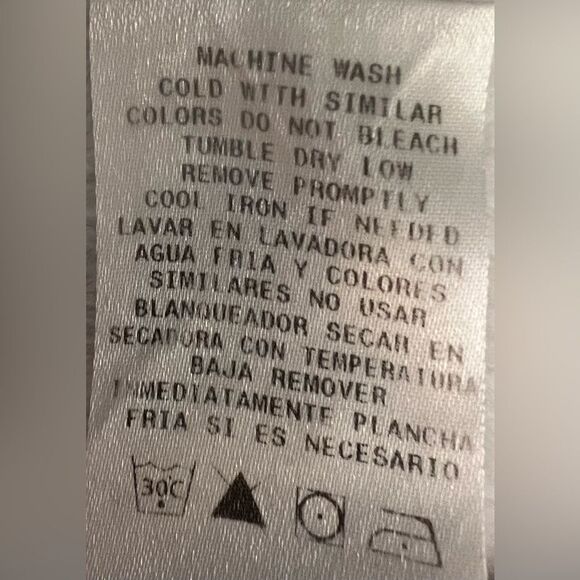 MACHINE WASH
COLD WITH SIMILAR
COLORS DO NOT BLEACH
TUMBLE DRY LOW
REMOVE PROMPTLY
COOL IRON IF NEEDED
LAVAR EN LAVADORA CON
AGUA FRIA Y COLORES
SIMILARES NO USAR
BLANQUEADOR SECAR EN
SECADORA CON TEMPERATURA
BAJA REMOVER
INMEDIATAMENTE PLANCHA
FRIA SI ES NECESARIO
30C